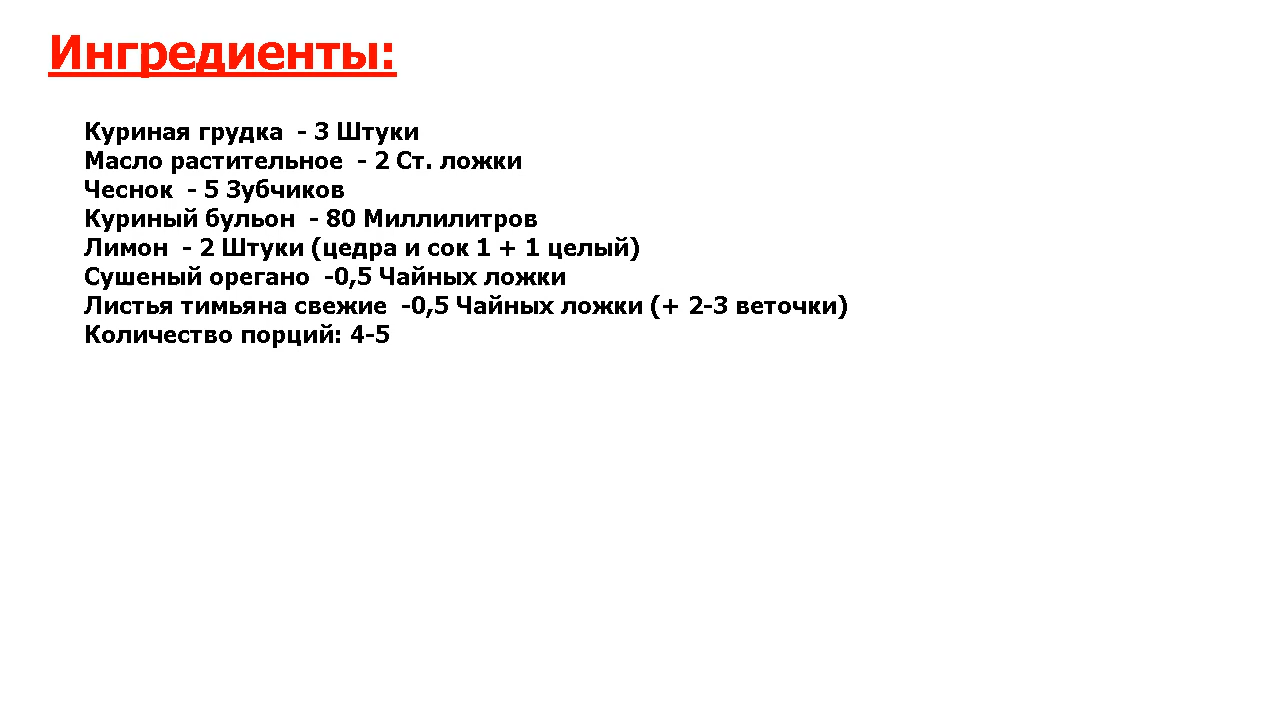 Ингредиенты:
Куриная грудка  - 3 Штуки
Масло растительное  - 2 Ст. ложки
Чеснок  - 5 Зубчиков
Куриный бульон  - 80 Миллилитров
Лимон  - 2 Штуки (цедра и сок 1 + 1 целый)
Сушеный орегано  -0,5 Чайных ложки
Листья тимьяна свежие  -0,5 Чайных ложки (+ 2-3 веточки)
Количество порций: 4-5